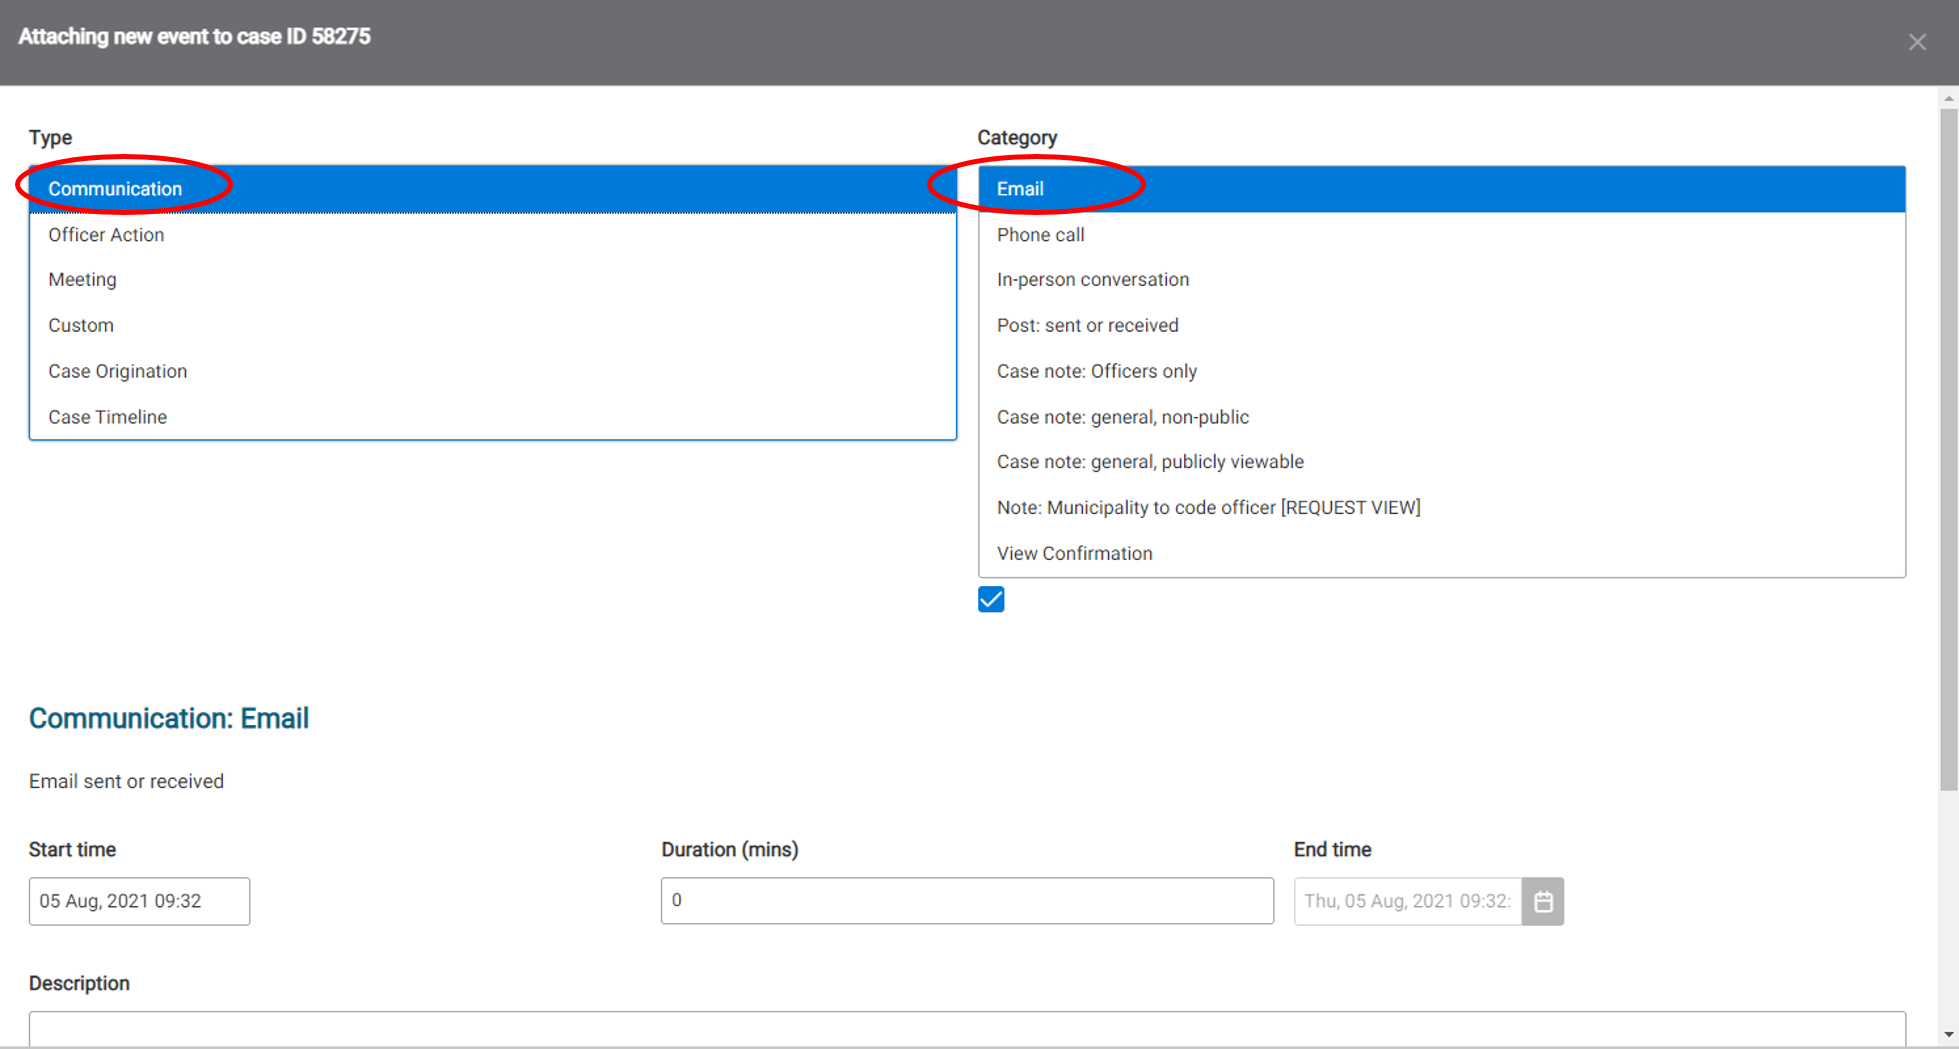 Attaching new event to case ID 58275
Type
Communication
Officer Action
Meeting
Custom
Case Origination
Case Timeline
Category
Email
Phone call
In-person conversation
Post: sent or received
Case note: Officers only
Case note: general, non-public
Case note: general, publicly viewable
Note: Municipality to code officer [REQUEST VIEW]
View Confirmation
Communication: Email
Email sent or received
Start time
05 Aug, 2021 09:32
Duration (mins)
0
End time
Thu, 05 Aug, 2021 09:32:
Description